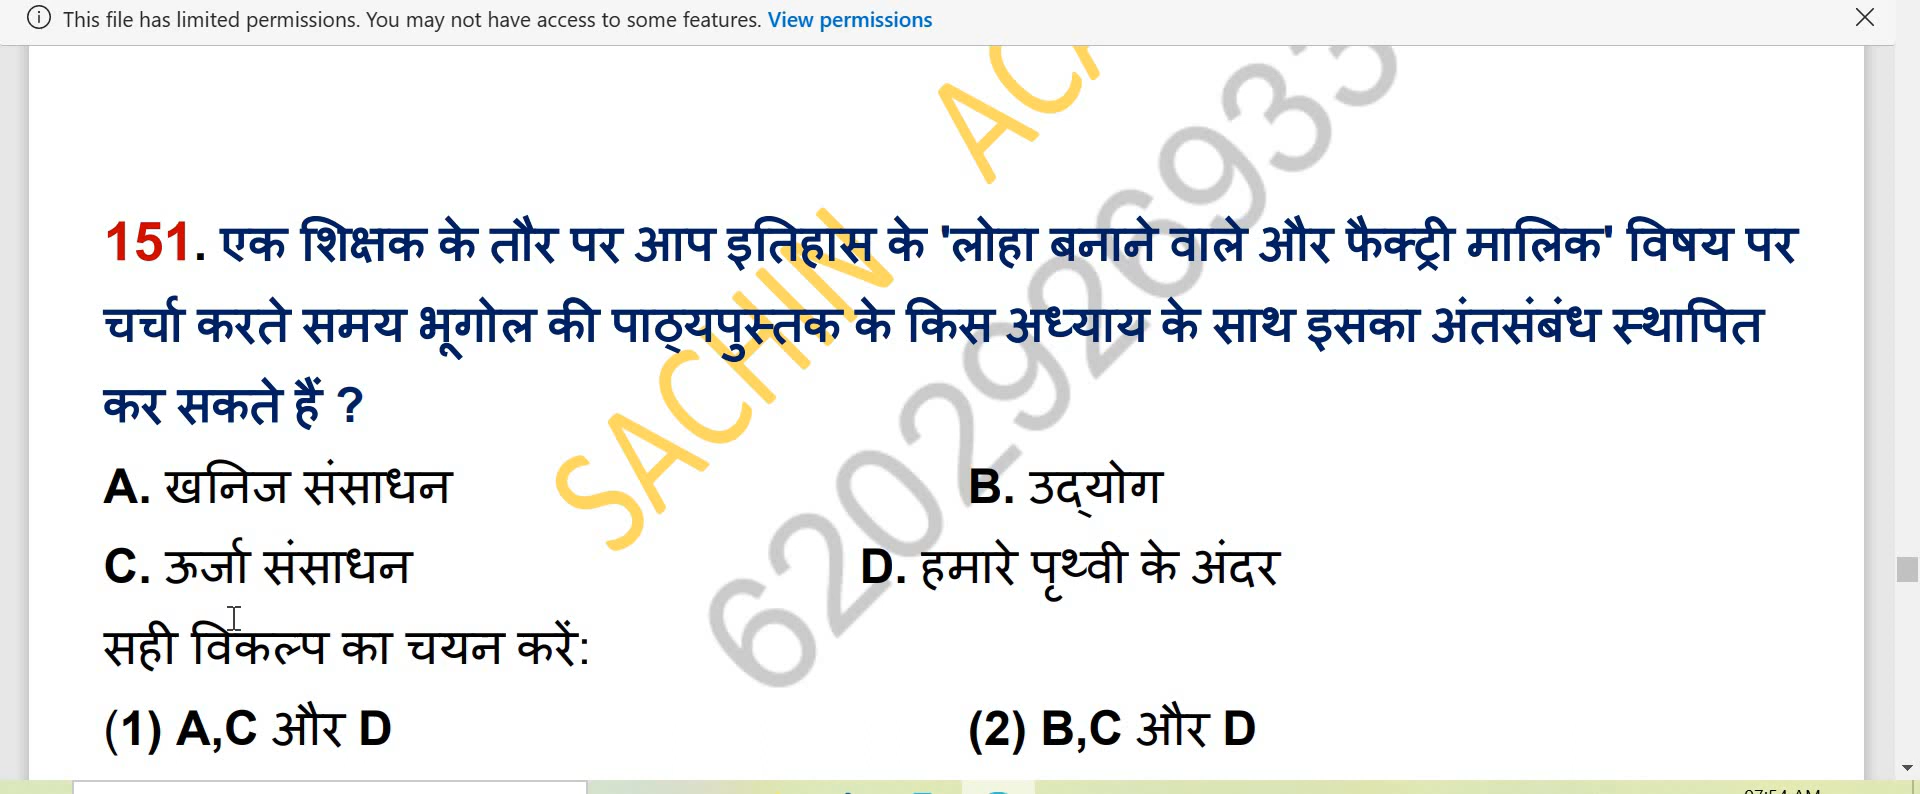 This file has limited permissions. You may not have access to some features. View permissions
SACHIN ACA
6202926933
151. एक शिक्षक के तौर पर आप इतिहास के 'लोहा बनाने वाले और फैक्ट्री मालिक' विषय पर
चर्चा करते समय भूगोल की पाठ्यपुस्तक के किस अध्याय के साथ इसका अंतसंबंध स्थापित
कर सकते हैं ?
A. खनिज संसाधन B. उद्योग
C. ऊर्जा संसाधन D. हमारे पृथ्वी के अंदर
सही विकल्प का चयन करें:
(1) A,C और D (2) B,C और D